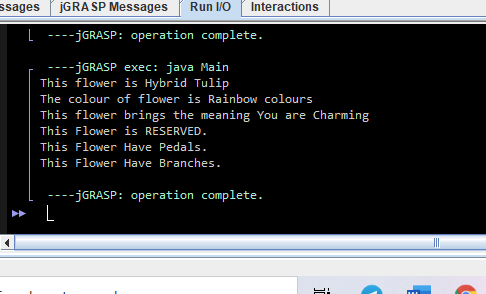 ssages jGRASP Messages Run I/O Interactions
----jGRASP: operation complete.
----jGRASP exec: java Main
This flower is Hybrid Tulip
The colour of flower is Rainbow colours
This flower brings the meaning You are Charming
This Flower is RESERVED.
This Flower Have Pedals.
This Flower Have Branches.
----jGRASP: operation complete.